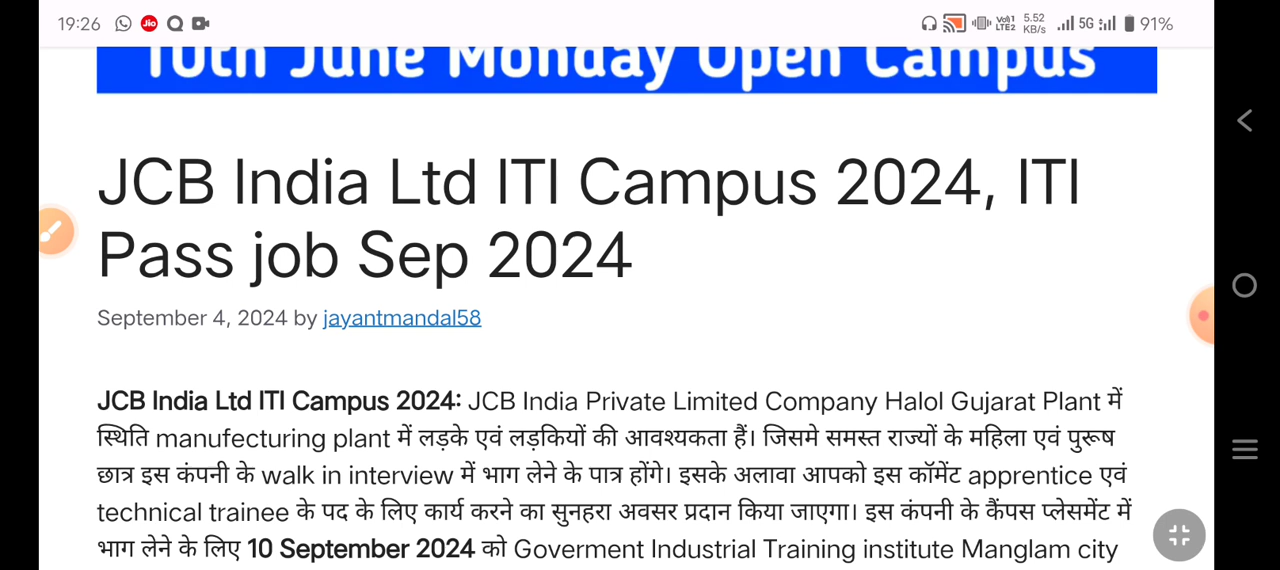 19:26 Jio VoI1 LTE2 5.52 KB/s 5G 91%
10th June Monday Open Campus
JCB India Ltd ITI Campus 2024, ITI
Pass job Sep 2024
September 4, 2024 by jayantmandal58
JCB India Ltd ITI Campus 2024: JCB India Private Limited Company Halol Gujarat Plant में
स्थिति manufecturing plant में लड़के एवं लड़कियों की आवश्यकता हैं। जिसमे समस्त राज्यों के महिला एवं पुरूष
छात्र इस कंपनी के walk in interview में भाग लेने के पात्र होंगे। इसके अलावा आपको इस कॉमेंट apprentice एवं
technical trainee के पद के लिए कार्य करने का सुनहरा अवसर प्रदान किया जाएगा। इस कंपनी के कैंपस प्लेसमेंट में
भाग लेने के लिए 10 September 2024 को Goverment Industrial Training institute Manglam city